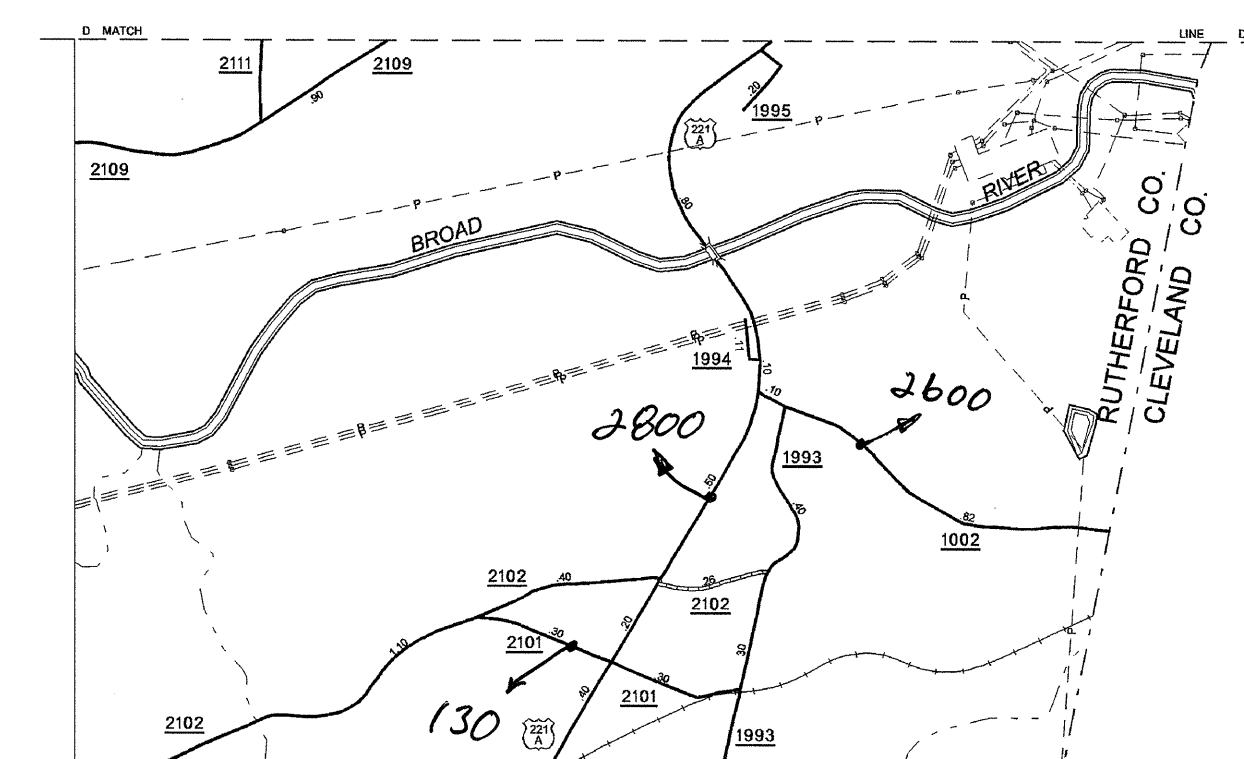 D MATCH
LINE D
2111
2109
.90
.20
1995
221
A
P
2109
P
P
.80
RIVER
BROAD
RUTHERFORD CO.
CLEVELAND CO.
P
P
P
1994
.11
.10
.10
P
P
2600
2800
P
P
1993
.50
.40
.82
1002
2102
.40
.26
2102
.20
P
1.10
.30
2101
.30
.30
2101
.40
2102
130
221
A
1993